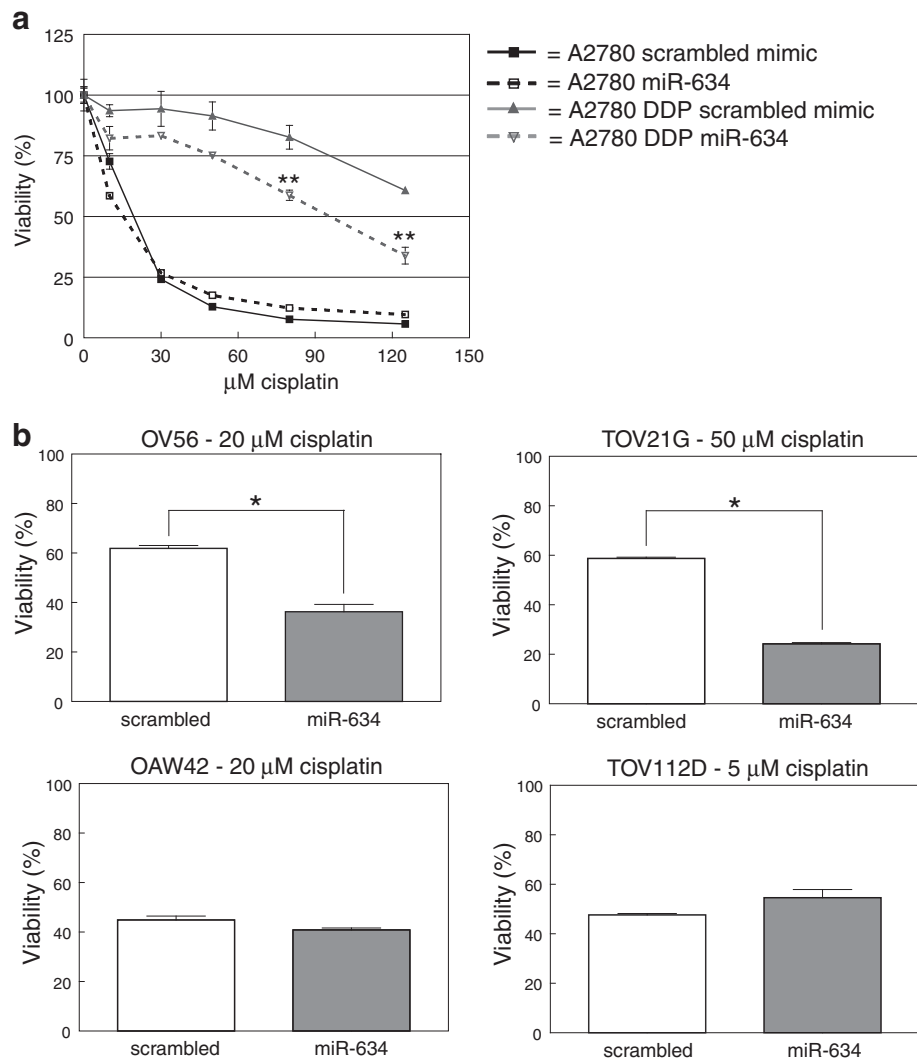 a
= A2780 scrambled mimic
= A2780 miR-634
= A2780 DDP scrambled mimic
= A2780 DDP miR-634
Viability (%)
125
100
75
50
25
0
**
**
0 30 60 90 120 150
μM cisplatin
b
OV56 - 20 μM cisplatin
Viability (%)
100
80
60
40
20
0
*
scrambled miR-634
TOV21G - 50 μM cisplatin
Viability (%)
100
80
60
40
20
0
*
scrambled miR-634
OAW42 - 20 μM cisplatin
Viability (%)
100
80
60
40
20
0
scrambled miR-634
TOV112D - 5 μM cisplatin
Viability (%)
100
80
60
40
20
0
scrambled miR-634